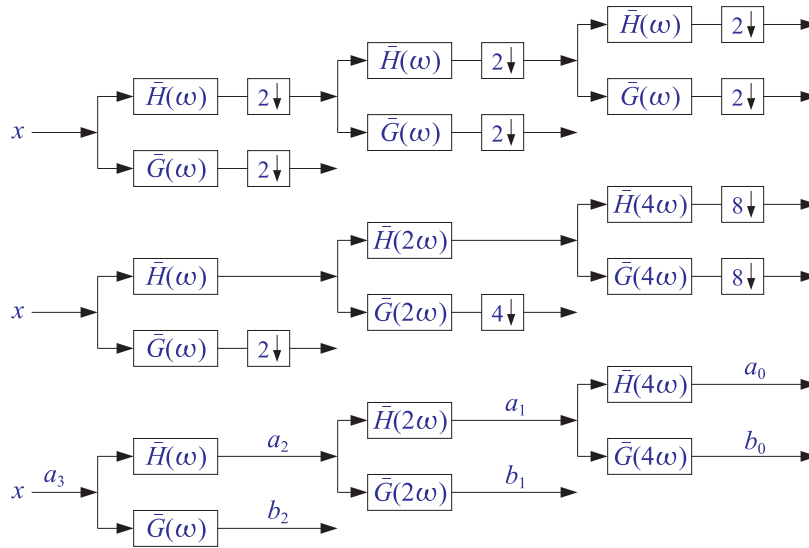 H̄(ω) 2↓
H̄(ω) 2↓
H̄(ω) 2↓ Ḡ(ω) 2↓
x
Ḡ(ω) 2↓
Ḡ(ω) 2↓
H̄(4ω) 8↓
H̄(2ω)
H̄(ω) Ḡ(4ω) 8↓
x
Ḡ(2ω) 4↓
Ḡ(ω) 2↓
a₀
H̄(4ω)
a₁
H̄(2ω)
a₂ b₀
H̄(ω) Ḡ(4ω)
a₃
x
b₁
Ḡ(2ω)
b₂
Ḡ(ω)